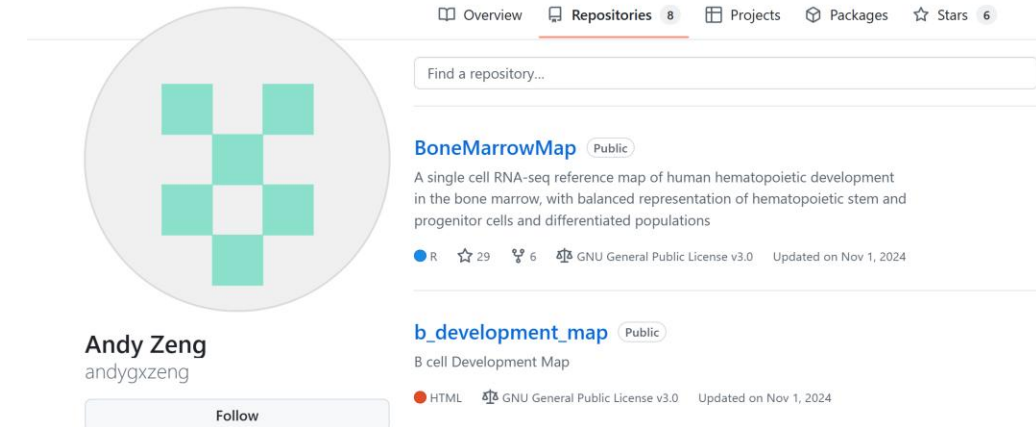 Overview Repositories 8 Projects Packages Stars 6
Find a repository...
BoneMarrowMap Public
A single cell RNA-seq reference map of human hematopoietic development
in the bone marrow, with balanced representation of hematopoietic stem and
progenitor cells and differentiated populations
R 29 6 GNU General Public License v3.0 Updated on Nov 1, 2024
b_development_map Public
B cell Development Map
HTML GNU General Public License v3.0 Updated on Nov 1, 2024
Andy Zeng
andygxzeng
Follow